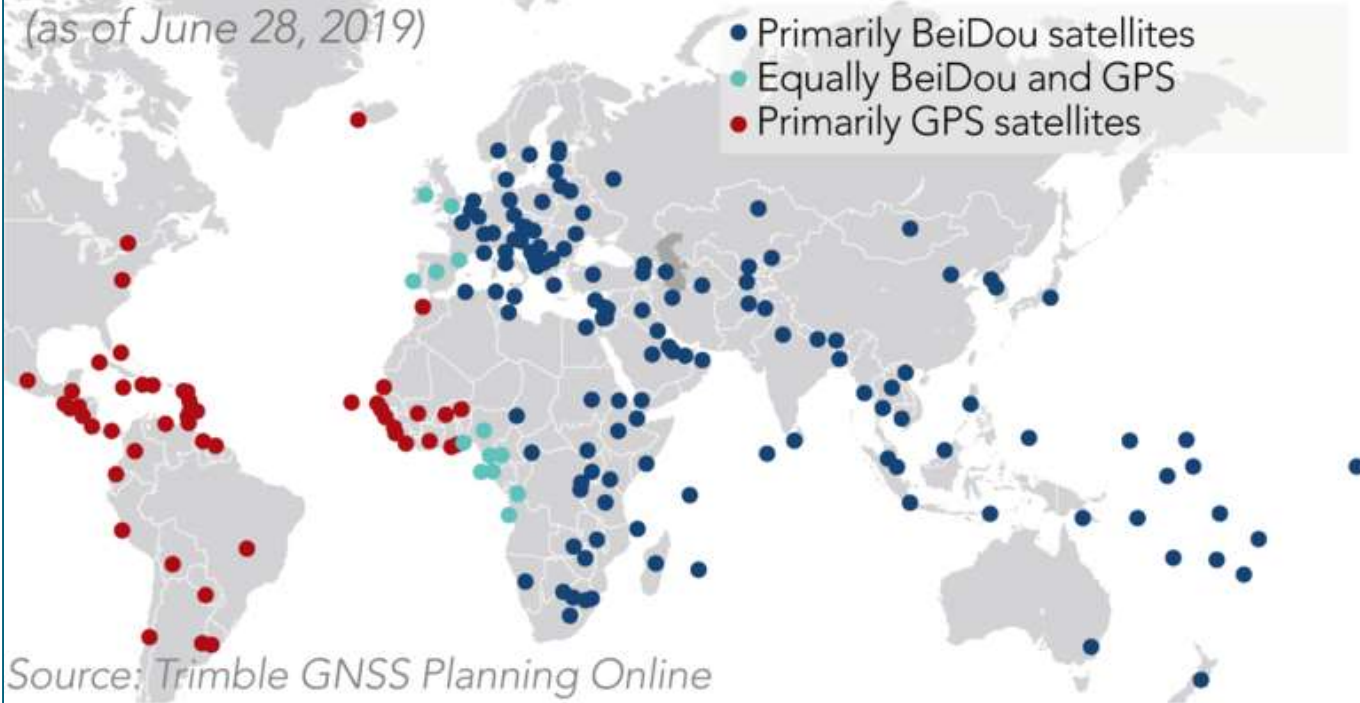 (as of June 28, 2019)
Primarily BeiDou satellites
Equally BeiDou and GPS
Primarily GPS satellites
Source: Trimble GNSS Planning Online